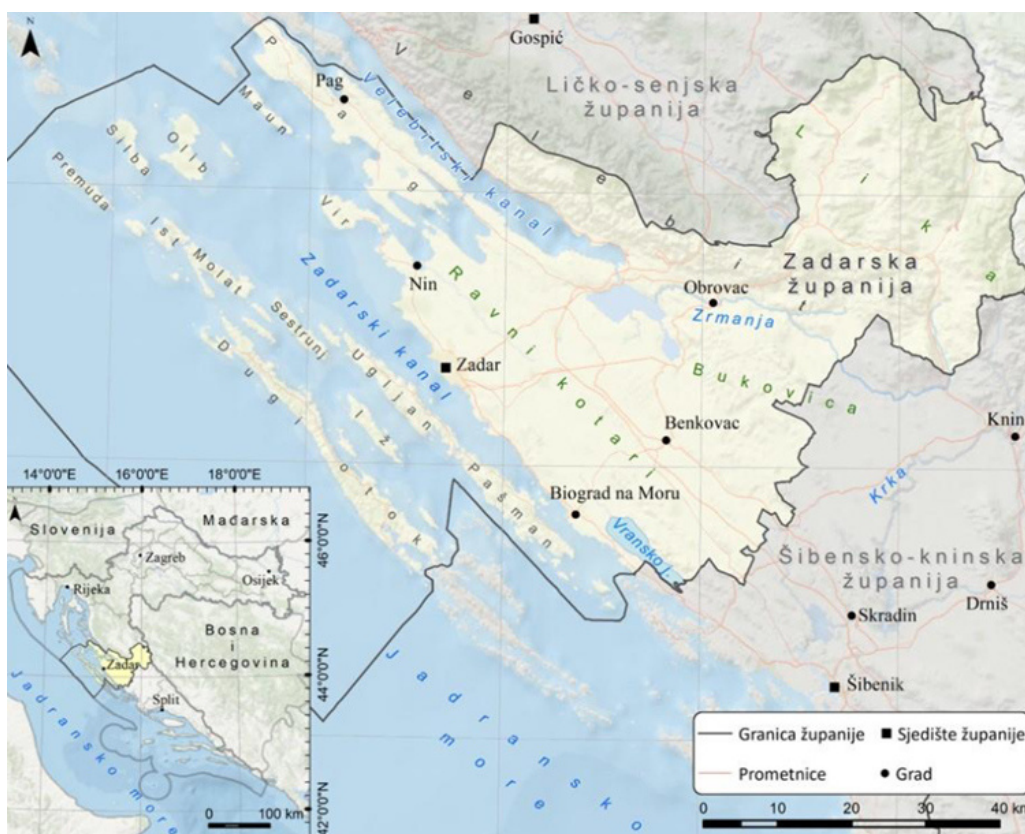 N
Gospić
Ličko-senjska
županija
Velebit
Pag
Pag
Velebitski kanal
Maun
Olib
Silba
Premuda
Lika
Vir
Ist
Molat
Zadarski kanal
Nin
Ravni kotari
Zadarska
županija
Obrovac
Zrmanja
Sestrunj
Ugljan
Zadar
Bukovica
Dugi otok
Iž
Benkovac
Knin
Pašman
Biograd na Moru
Krka
Vransko j.
Šibensko-kninska
županija
Drniš
Skradin
Šibenik
Jadransko
more
14°0'0"E 16°0'0"E 18°0'0"E
Slovenija
Mađarska
Zagreb
Osijek
Rijeka
Bosna
i
Hercegovina
Zadar
Split
Jadransko more
46°0'0"N
44°0'0"N
42°0'0"N
0 100 km
Granica županije
Sjedište županije
Prometnice
Grad
0 10 20 30 40 km